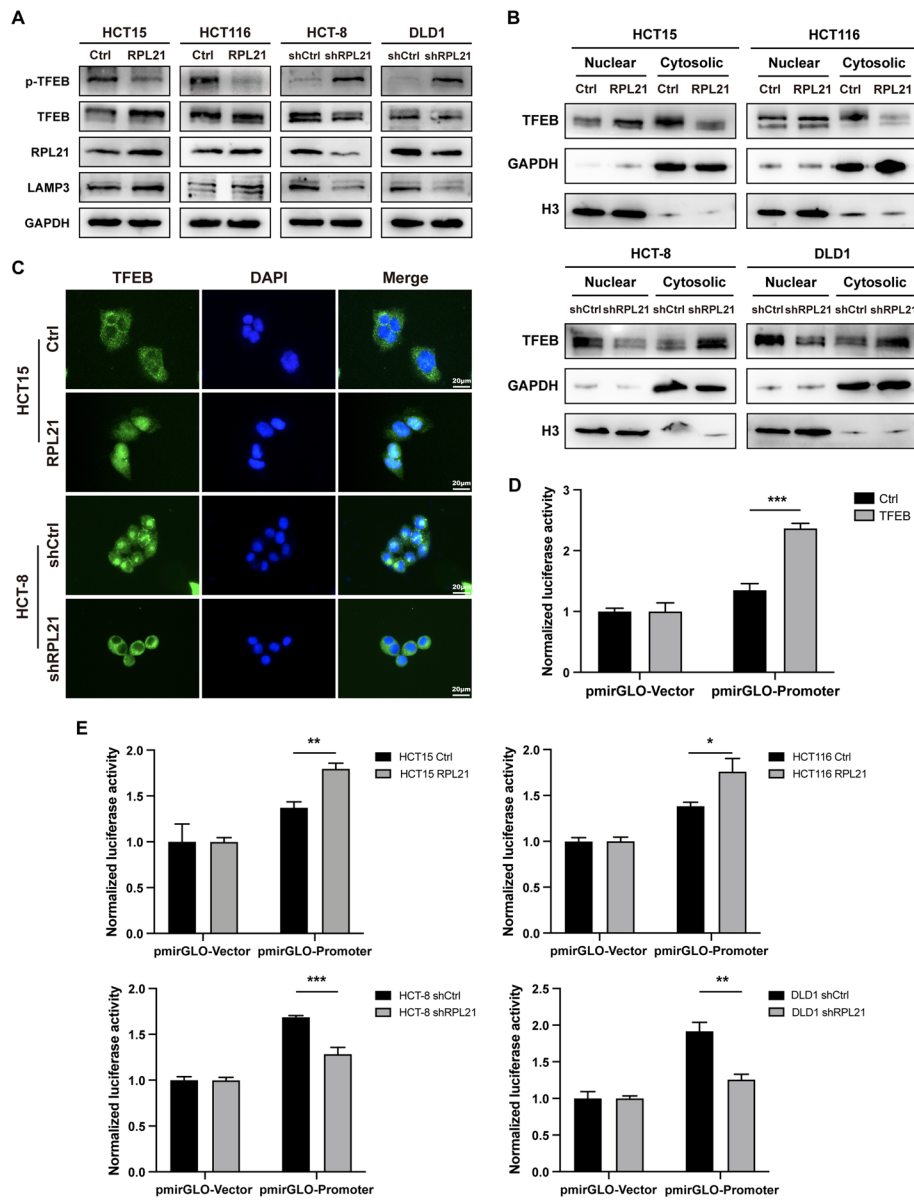 A
HCT15 HCT116 HCT-8 DLD1
Ctrl RPL21 Ctrl RPL21 shCtrl shRPL21 shCtrl shRPL21
p-TFEB
TFEB
RPL21
LAMP3
GAPDH
B
HCT15 HCT116
Nuclear Cytosolic Nuclear Cytosolic
Ctrl RPL21 Ctrl RPL21 Ctrl RPL21 Ctrl RPL21
TFEB
GAPDH
H3
HCT-8 DLD1
Nuclear Cytosolic Nuclear Cytosolic
shCtrl shRPL21 shCtrl shRPL21 shCtrl shRPL21 shCtrl shRPL21
TFEB
GAPDH
H3
C
TFEB DAPI Merge
HCT15
Ctrl
20μm
RPL21
20μm
HCT-8
shCtrl
20μm
shRPL21
20μm
D
Normalized luciferase activity
3
2
1
0
***
Ctrl
TFEB
pmirGLO-Vector pmirGLO-Promoter
E
Normalized luciferase activity
2.0
1.5
1.0
0.5
0.0
**
HCT15 Ctrl
HCT15 RPL21
pmirGLO-Vector pmirGLO-Promoter
Normalized luciferase activity
2.0
1.5
1.0
0.5
0.0
*
HCT116 Ctrl
HCT116 RPL21
pmirGLO-Vector pmirGLO-Promoter
Normalized luciferase activity
2.0
1.5
1.0
0.5
0.0
***
HCT-8 shCtrl
HCT-8 shRPL21
pmirGLO-Vector pmirGLO-Promoter
Normalized luciferase activity
2.5
2.0
1.5
1.0
0.5
0.0
**
DLD1 shCtrl
DLD1 shRPL21
pmirGLO-Vector pmirGLO-Promoter